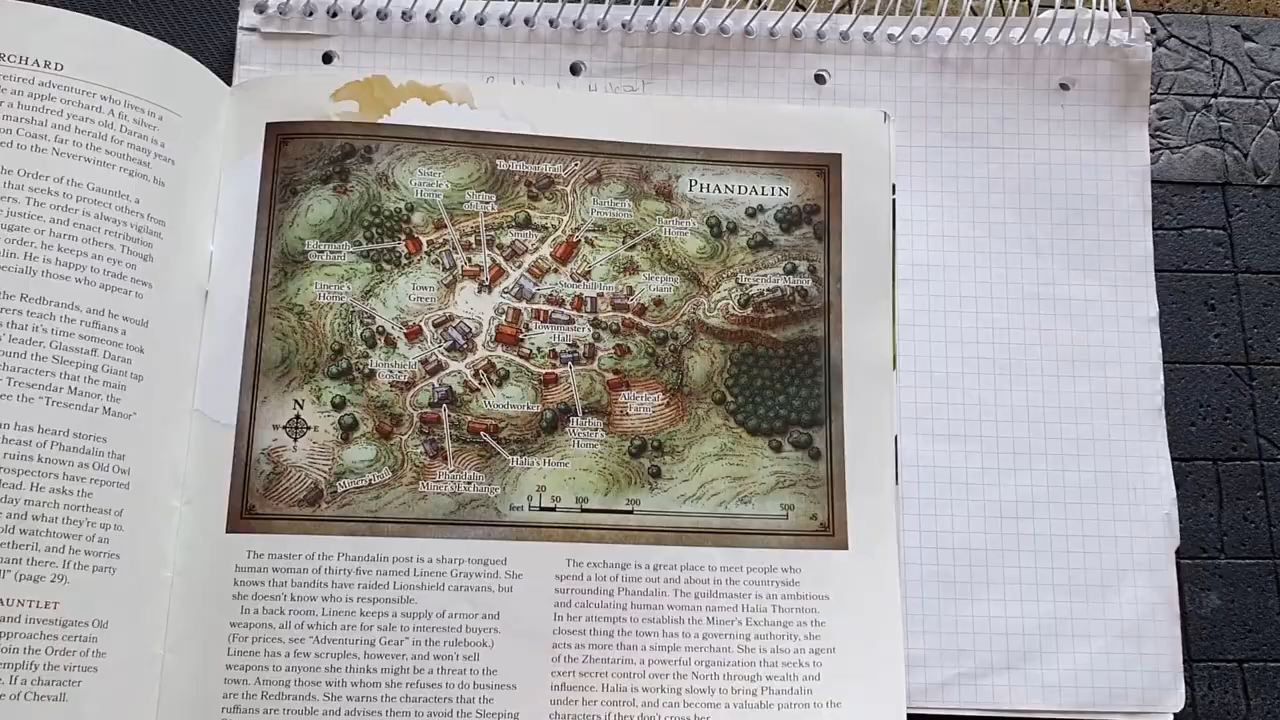 RCHARD
retired adventurer who lives in a
an apple orchard. A fit, silver-
a hundred years old, Daran is a
marshal and herald for many years
on Coast, far to the southeast,
ed to the Neverwinter region, his
he Order of the Gauntlet, a
that seeks to protect others from
ers. The order is always vigilant,
justice, and enact retribution
ugate or harm others. Though
order, he keeps an eye on
lin. He is happy to trade news
pecially those who appear to
the Redbrands, and he would
rers teach the ruffians a
s that it's time someone took
s' leader, Glasstaff. Daran
ound the Sleeping Giant tap
characters that the main
Tresendar Manor, the
ee the "Tresendar Manor"
an has heard stories
heast of Phandalin that
ruins known as Old Owl
rospectors have reported
lead. He asks the
day march northeast of
and what they're up to.
old watchtower of an
etheril, and he worries
nant there. If the party
ll" (page 29).
AUNTLET
and investigates Old
pproaches certain
oin the Order of the
emplify the virtues
. If a character
e of Chevall.
PHANDALIN
To Triboar Trail
Sister
Garaele's
Home
Shrine
of Luck
Barthen's
Provisions
Barthen's
Home
Smithy
Edermath
Orchard
Sleeping
Giant
Tresendar Manor
Stonehill Inn
Linene's
Home
Town
Green
Townmaster's
Hall
Lionshield
Coster
Woodworker
Alderleaf
Farm
Harbin
Wester's
Home
N
W E
S
Halia's Home
Miners' Trail
Phandalin
Miner's Exchange
feet 0 20 50 100 200 500
The master of the Phandalin post is a sharp-tongued
human woman of thirty-five named Linene Graywind. She
knows that bandits have raided Lionshield caravans, but
she doesn't know who is responsible.
In a back room, Linene keeps a supply of armor and
weapons, all of which are for sale to interested buyers.
(For prices, see "Adventuring Gear" in the rulebook.)
Linene has a few scruples, however, and won't sell
weapons to anyone she thinks might be a threat to the
town. Among those with whom she refuses to do business
are the Redbrands. She warns the characters that the
ruffians are trouble and advises them to avoid the Sleeping
The exchange is a great place to meet people who
spend a lot of time out and about in the countryside
surrounding Phandalin. The guildmaster is an ambitious
and calculating human woman named Halia Thornton.
In her attempts to establish the Miner's Exchange as the
closest thing the town has to a governing authority, she
acts as more than a simple merchant. She is also an agent
of the Zhentarim, a powerful organization that seeks to
exert secret control over the North through wealth and
influence. Halia is working slowly to bring Phandalin
under her control, and can become a valuable patron to the
characters if they don't cross her.